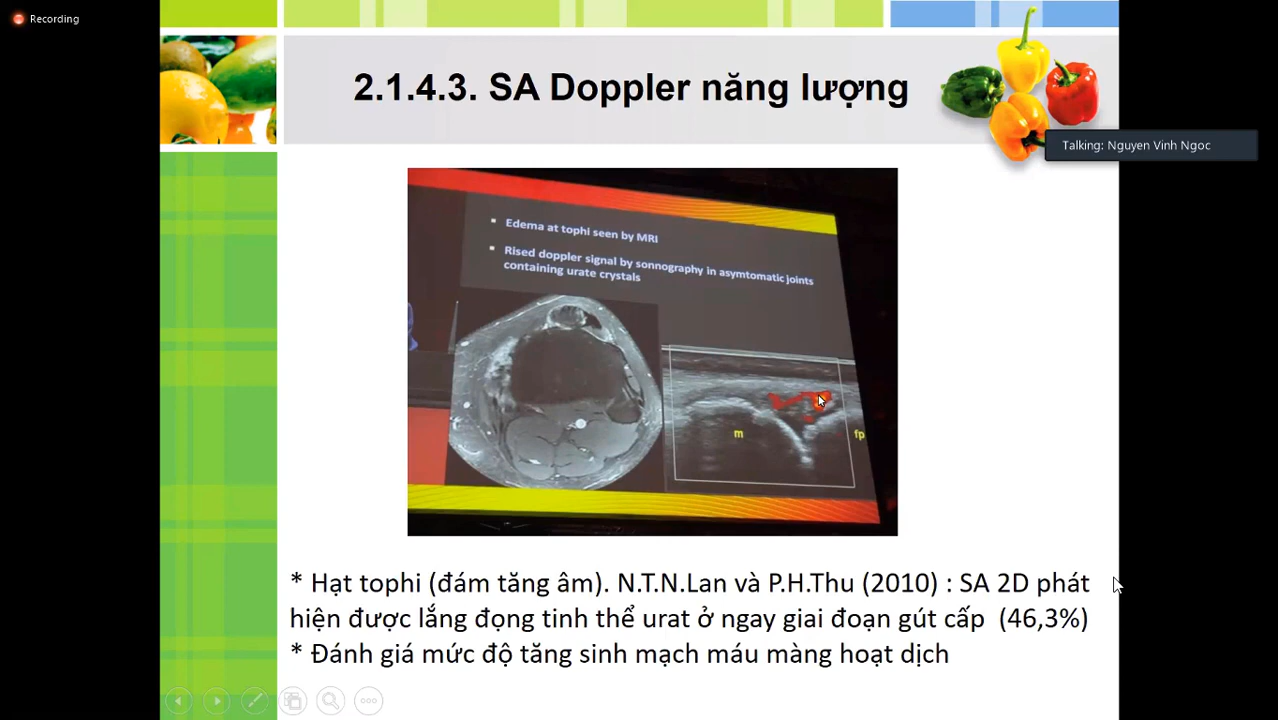 Recording
2.1.4.3. SA Doppler năng lượng
Talking: Nguyen Vinh Ngoc
Edema at tophi seen by MRI
Rised doppler signal by sonnography in asymtomatic joints
containing urate crystals
m
fp
* Hạt tophi (đám tăng âm). N.T.N.Lan và P.H.Thu (2010) : SA 2D phát
hiện được lắng đọng tinh thể urat ở ngay giai đoạn gút cấp (46,3%)
* Đánh giá mức độ tăng sinh mạch máu màng hoạt dịch